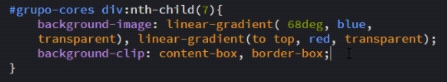 #grupo-cores div:nth-child(7){
background-image: linear-gradient( 68deg, blue,
transparent), linear-gradient(to top, red, transparent);
background-clip: content-box, border-box;
}